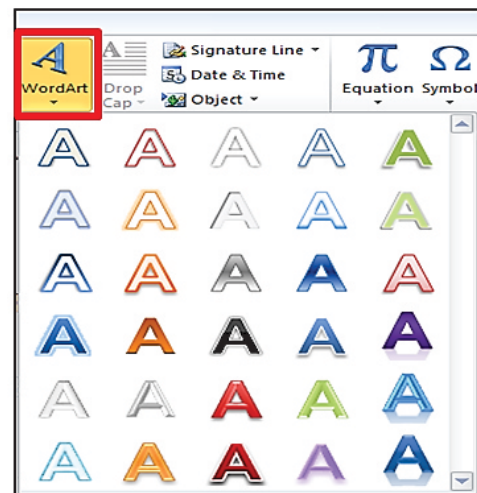 WordArt
Drop
Cap
Signature Line
Date & Time
Object
π
Equation
Ω
Symbol
A A A A A
A A A A A
A A A A A
A A A A A
A A A A A
A A A A A